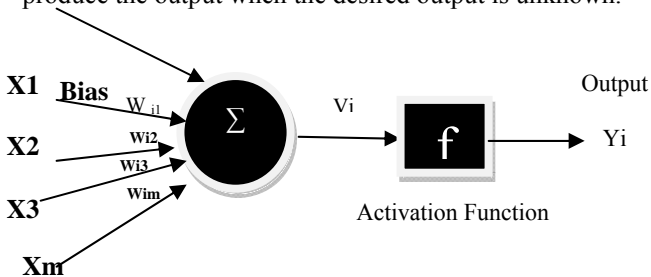 produce the output when the desired output is unknown.
X1 Bias
W i1
Σ
Vi
f
Output
Yi
X2
Wi2
Wi3
Wim
X3
Activation Function
Xm